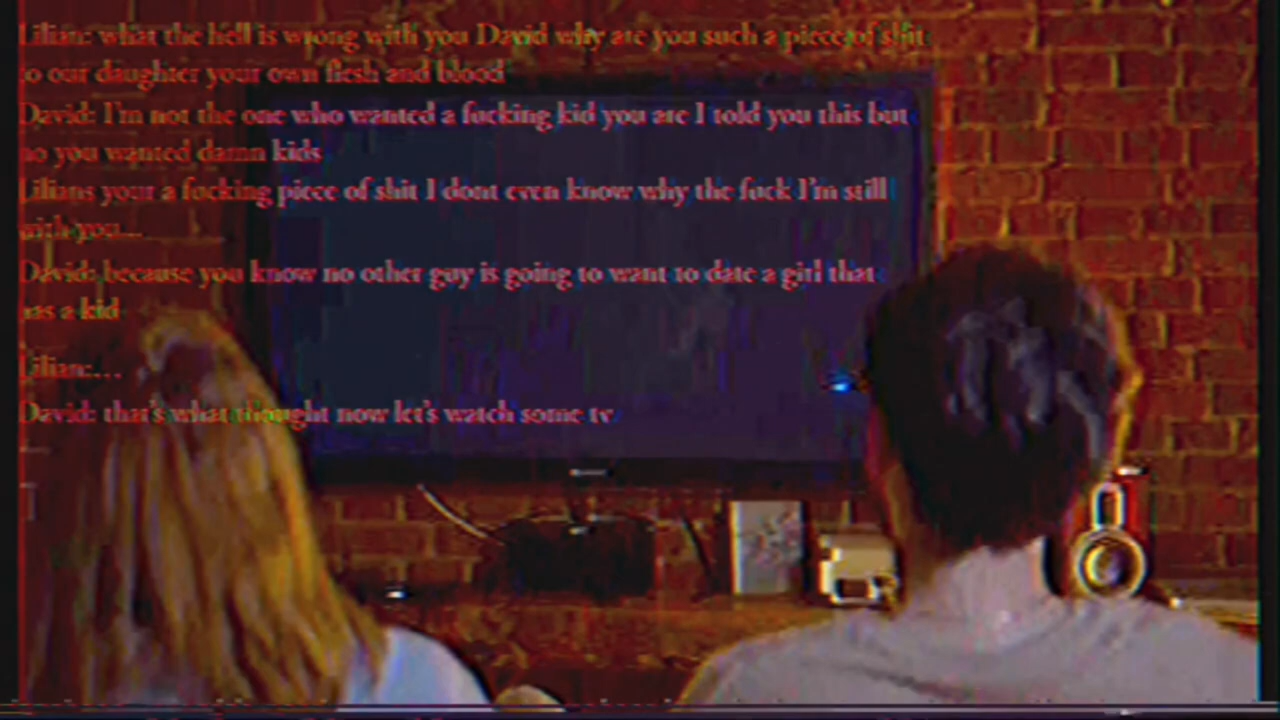 Lilian: what the hell is wrong with you David why are you such a piece of shit
to our daughter your own flesh and blood
David: I'm not the one who wanted a fucking kid you are I told you this but
no you wanted damn kids
Lilians your a fucking piece of shit I dont even know why the fuck I'm still
with you...
David: because you know no other guy is going to want to date a girl that
has a kid
Lilian:...
David: that's what thought now let's watch some tv